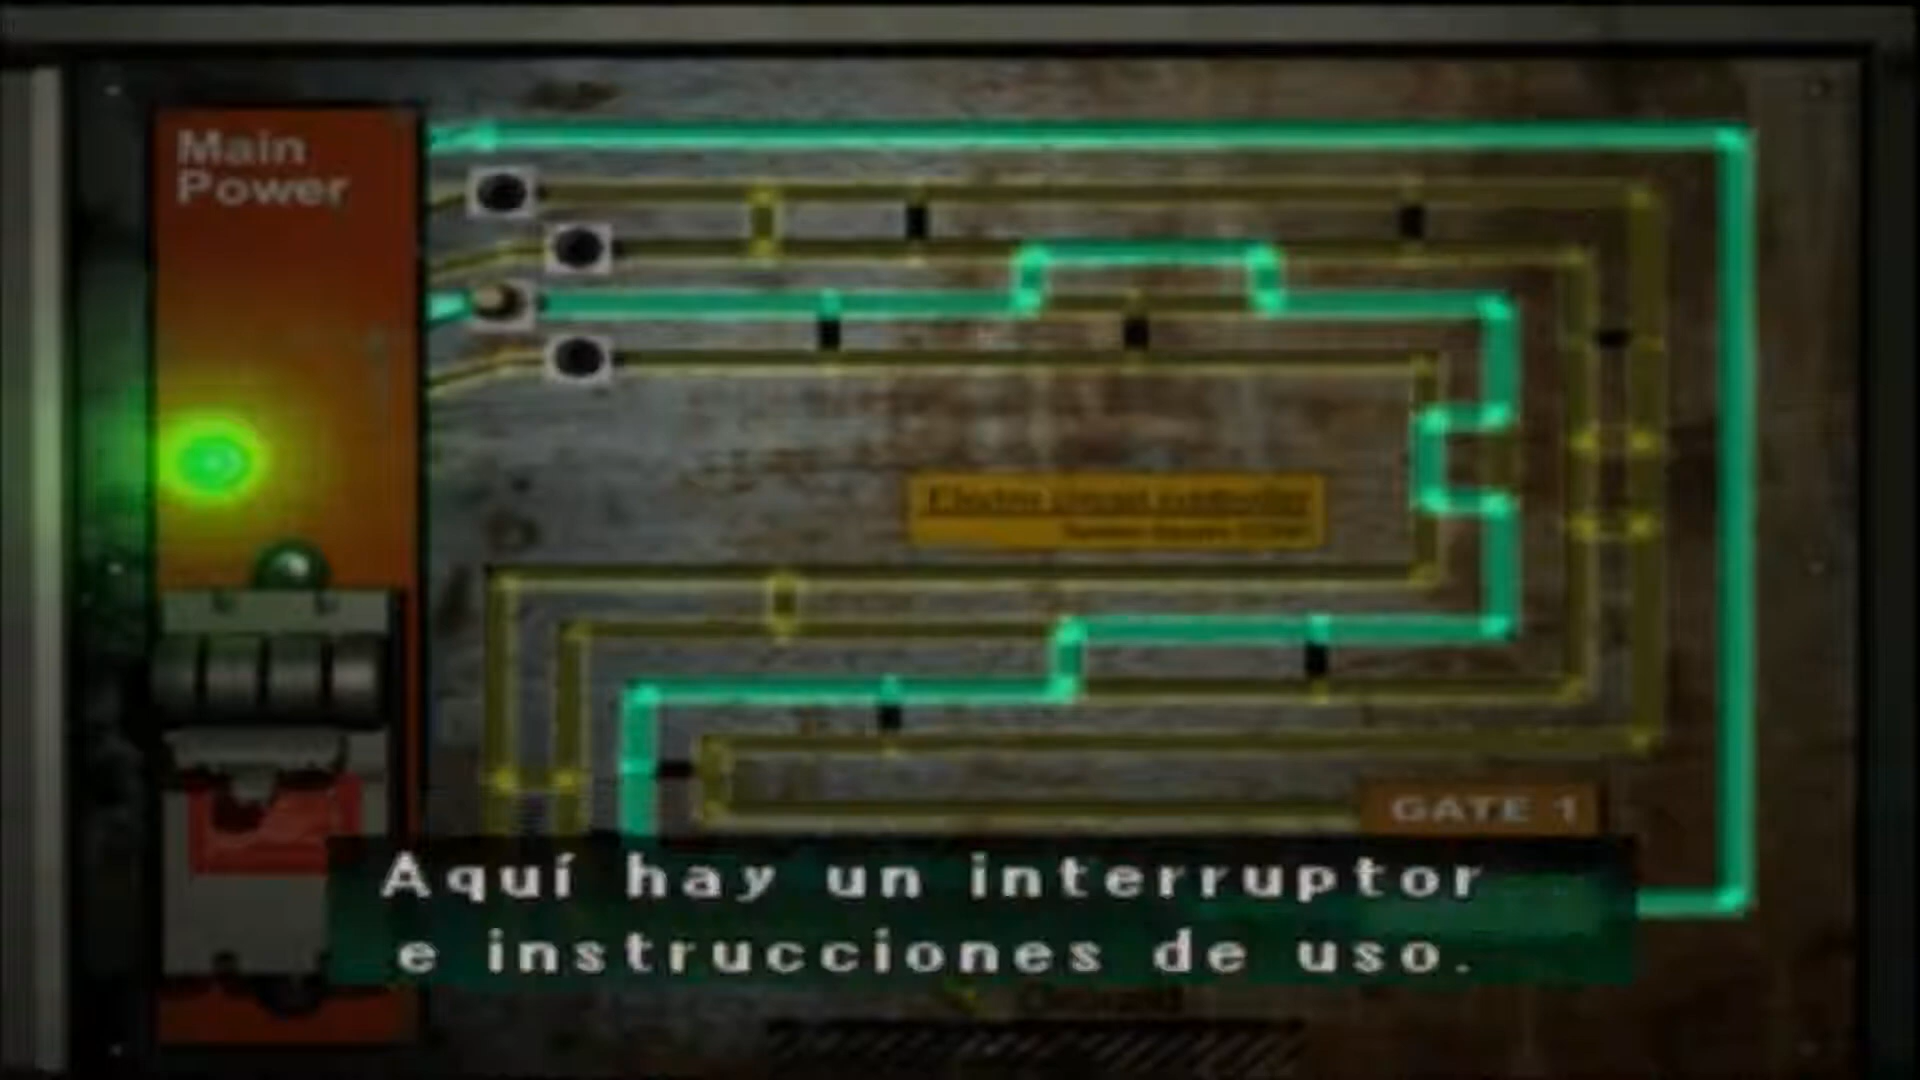 Main
Power
GATE 1
Aquí hay un interruptor
e instrucciones de uso.